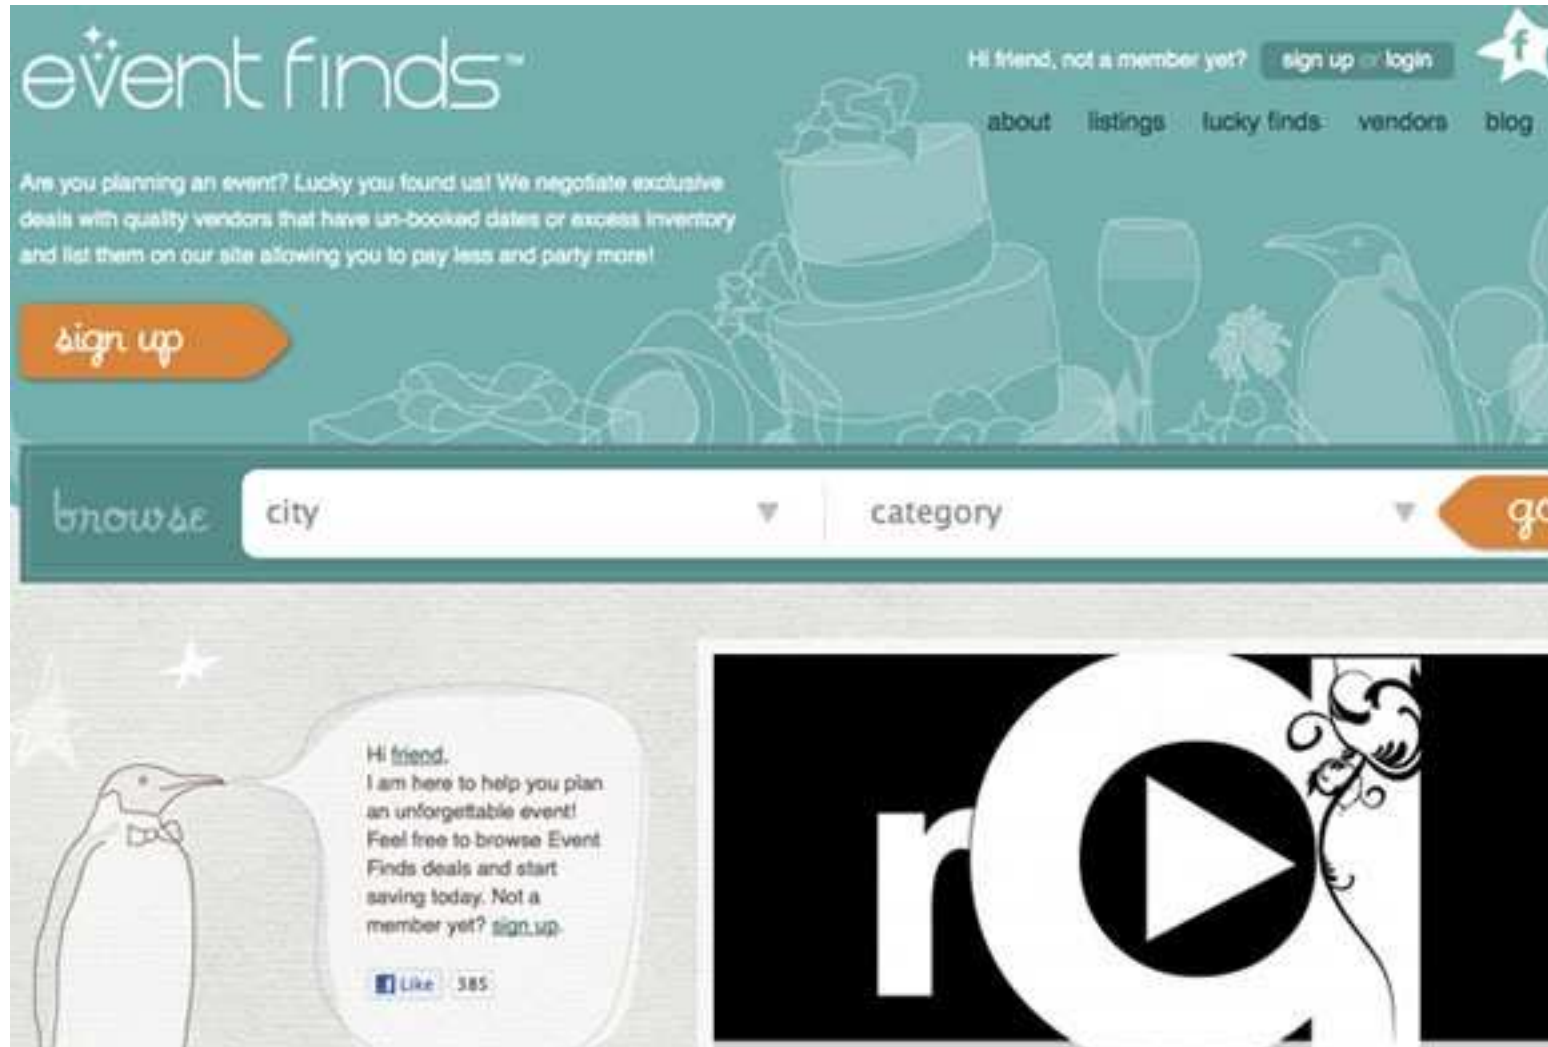 event finds™
Hi friend, not a member yet? sign up or login
f
about listings lucky finds vendors blog
Are you planning an event? Lucky you found us! We negotiate exclusive
deals with quality vendors that have un-booked dates or excess inventory
and list them on our site allowing you to pay less and party more!
sign up
browse city category go
Hi friend,
I am here to help you plan
an unforgettable event!
Feel free to browse Event
Finds deals and start
saving today. Not a
member yet? sign up.
Like 385